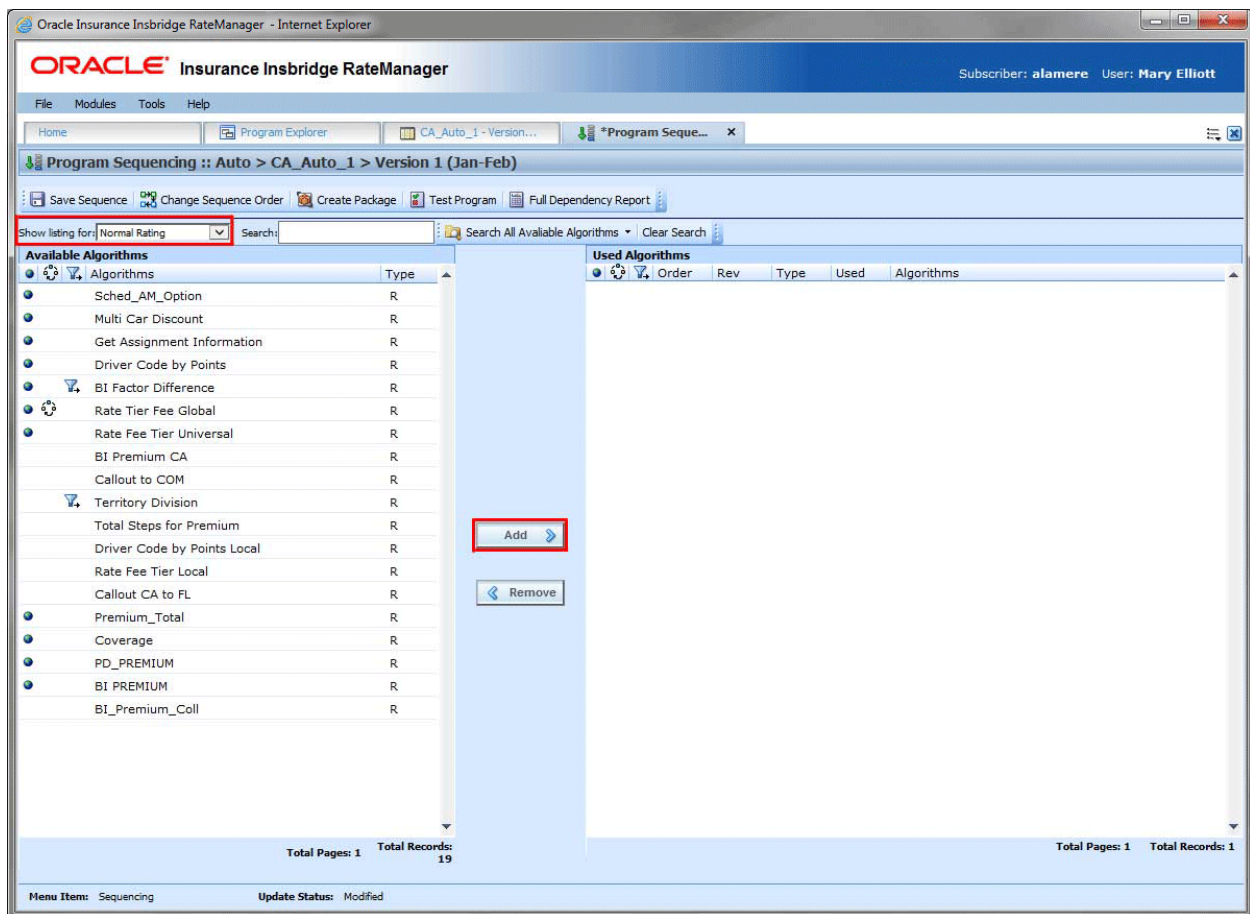 Oracle Insurance Insbridge RateManager - Internet Explorer
ORACLE Insurance Insbridge RateManager
Subscriber: alamere User: Mary Elliott
File Modules Tools Help
Home Program Explorer CA_Auto_1 - Version... *Program Seque... x
Program Sequencing :: Auto > CA_Auto_1 > Version 1 (Jan-Feb)
Save Sequence Change Sequence Order Create Package Test Program Full Dependency Report
Show listing for: Normal Rating Search: Search All Avaliable Algorithms Clear Search
Available Algorithms
Algorithms Type
Sched_AM_Option R
Multi Car Discount R
Get Assignment Information R
Driver Code by Points R
BI Factor Difference R
Rate Tier Fee Global R
Rate Fee Tier Universal R
BI Premium CA R
Callout to COM R
Territory Division R
Total Steps for Premium R
Driver Code by Points Local R
Rate Fee Tier Local R
Callout CA to FL R
Premium_Total R
Coverage R
PD_PREMIUM R
BI PREMIUM R
BI_Premium_Coll R
Total Pages: 1 Total Records: 19
Add
Remove
Used Algorithms
Order Rev Type Used Algorithms
Total Pages: 1 Total Records: 1
Menu Item: Sequencing Update Status: Modified